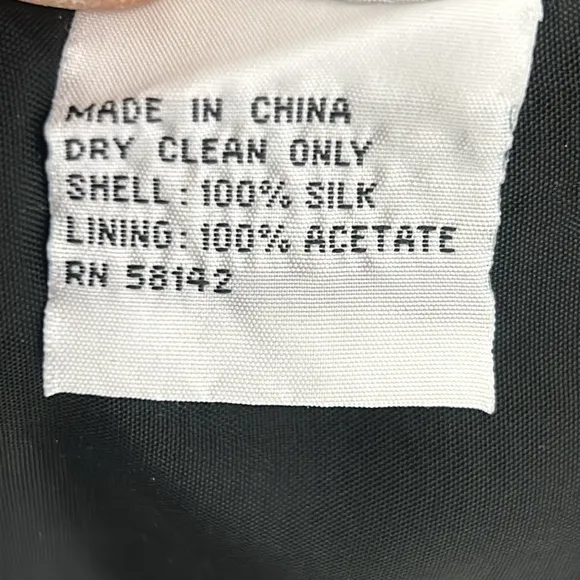 MADE IN CHINA
DRY CLEAN ONLY
SHELL: 100% SILK
LINING: 100% ACETATE
RN 58142